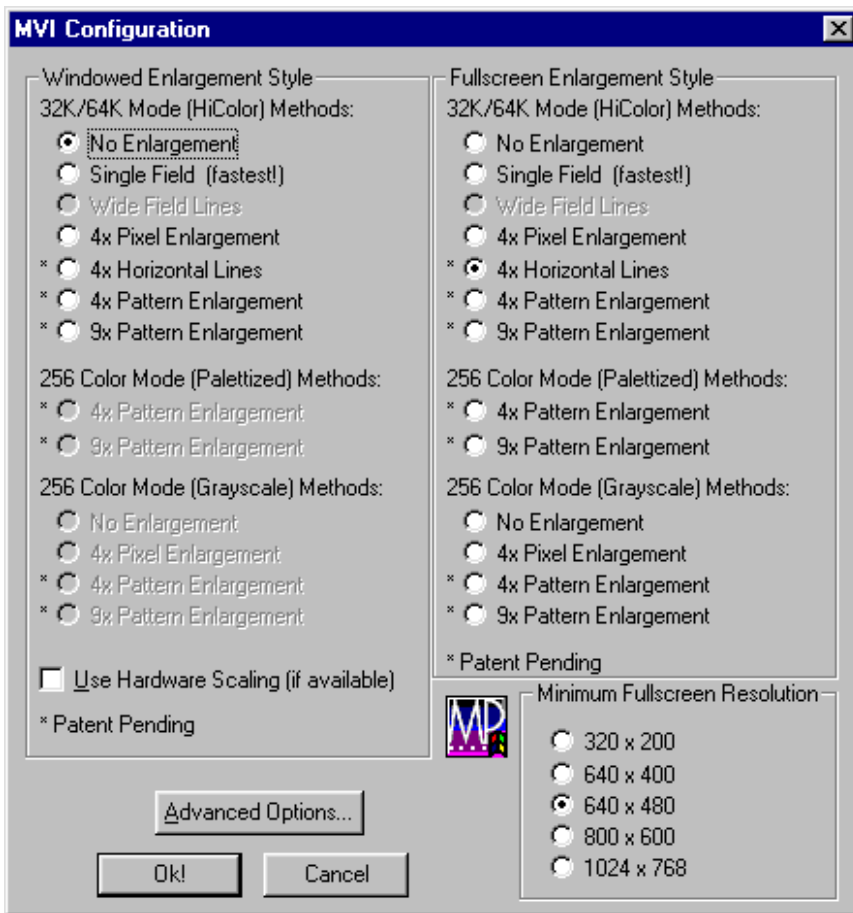 MVI Configuration
Windowed Enlargement Style
32K/64K Mode (HiColor) Methods:
No Enlargement
Single Field (fastest!)
Wide Field Lines
4x Pixel Enlargement
* 4x Horizontal Lines
* 4x Pattern Enlargement
* 9x Pattern Enlargement
256 Color Mode (Palettized) Methods:
* 4x Pattern Enlargement
* 9x Pattern Enlargement
256 Color Mode (Grayscale) Methods:
No Enlargement
4x Pixel Enlargement
* 4x Pattern Enlargement
* 9x Pattern Enlargement
Use Hardware Scaling (if available)
* Patent Pending
Fullscreen Enlargement Style
32K/64K Mode (HiColor) Methods:
No Enlargement
Single Field (fastest!)
Wide Field Lines
4x Pixel Enlargement
* 4x Horizontal Lines
* 4x Pattern Enlargement
* 9x Pattern Enlargement
256 Color Mode (Palettized) Methods:
* 4x Pattern Enlargement
* 9x Pattern Enlargement
256 Color Mode (Grayscale) Methods:
No Enlargement
4x Pixel Enlargement
* 4x Pattern Enlargement
* 9x Pattern Enlargement
* Patent Pending
MP
Minimum Fullscreen Resolution
320 x 200
640 x 400
640 x 480
800 x 600
1024 x 768
Advanced Options...
Ok!
Cancel